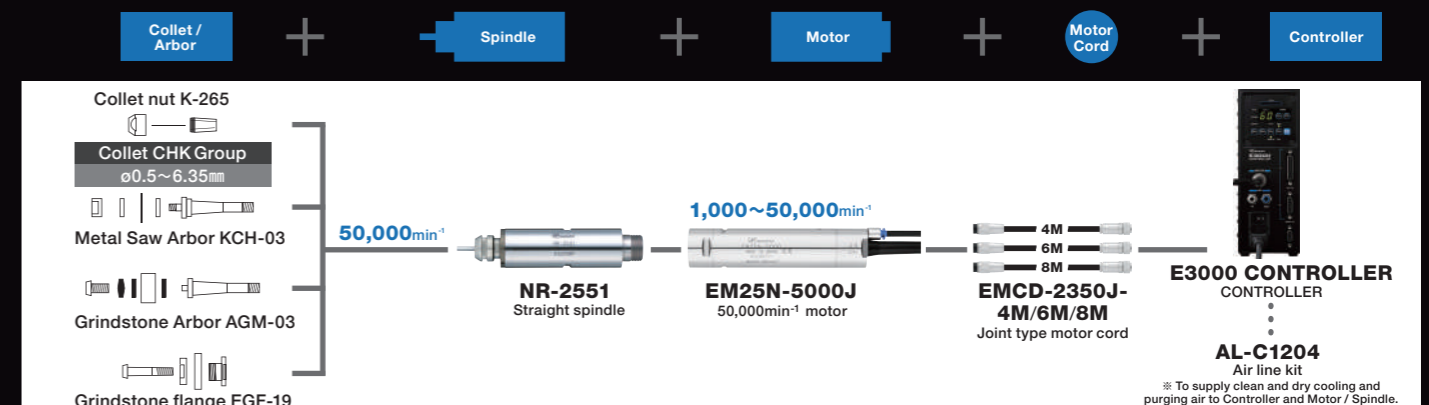 Collet /
Arbor
Spindle
Motor
Motor
Cord
Controller
Collet nut K-265
Collet CHK Group
ø0.5～6.35㎜
Metal Saw Arbor KCH-03
Grindstone Arbor AGM-03
Grindstone flange EGF-19
50,000min⁻¹
NR-2551
Straight spindle
1,000～50,000min⁻¹
EM25N-5000J
50,000min⁻¹ motor
4M
6M
8M
EMCD-2350J-
4M/6M/8M
Joint type motor cord
60
E3000 CONTROLLER
CONTROLLER
AL-C1204
Air line kit
※ To supply clean and dry cooling and
purging air to Controller and Motor / Spindle.